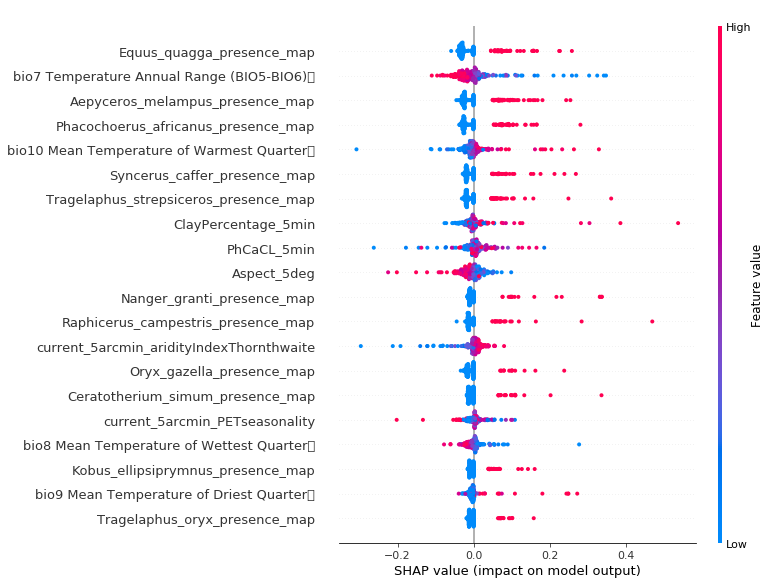 High
Equus_quagga_presence_map
bio7 Temperature Annual Range (BIO5-BIO6)
Aepyceros_melampus_presence_map
Phacochoerus_africanus_presence_map
bio10 Mean Temperature of Warmest Quarter
Syncerus_caffer_presence_map
Tragelaphus_strepsiceros_presence_map
ClayPercentage_5min
PhCaCL_5min
Aspect_5deg
Nanger_granti_presence_map
Raphicerus_campestris_presence_map
current_5arcmin_aridityIndexThornthwaite
Oryx_gazella_presence_map
Ceratotherium_simum_presence_map
current_5arcmin_PETseasonality
bio8 Mean Temperature of Wettest Quarter
Kobus_ellipsiprymnus_presence_map
bio9 Mean Temperature of Driest Quarter
Tragelaphus_oryx_presence_map
Feature value
Low
−0.2 0.0 0.2 0.4
SHAP value (impact on model output)